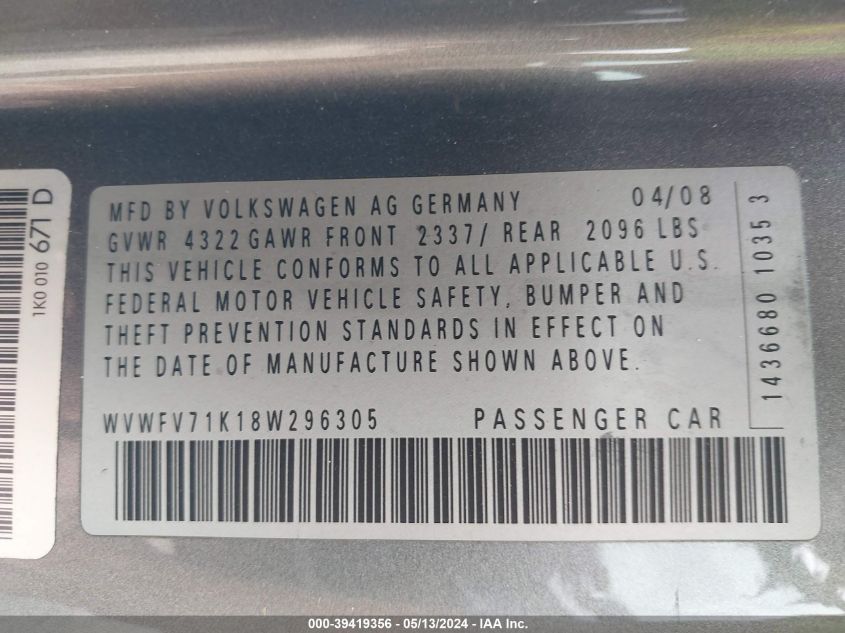 MFD BY VOLKSWAGEN AG GERMANY 04/08
GVWR 4322 GAWR FRONT 2337/ REAR 2096 LBS
THIS VEHICLE CONFORMS TO ALL APPLICABLE U.S.
FEDERAL MOTOR VEHICLE SAFETY, BUMPER AND
THEFT PREVENTION STANDARDS IN EFFECT ON
THE DATE OF MANUFACTURE SHOWN ABOVE.
WVWFV71K18W296305 PASSENGER CAR
1436680 1035 3
1K0 010 671 D
000-39419356 - 05/13/2024 - IAA Inc.